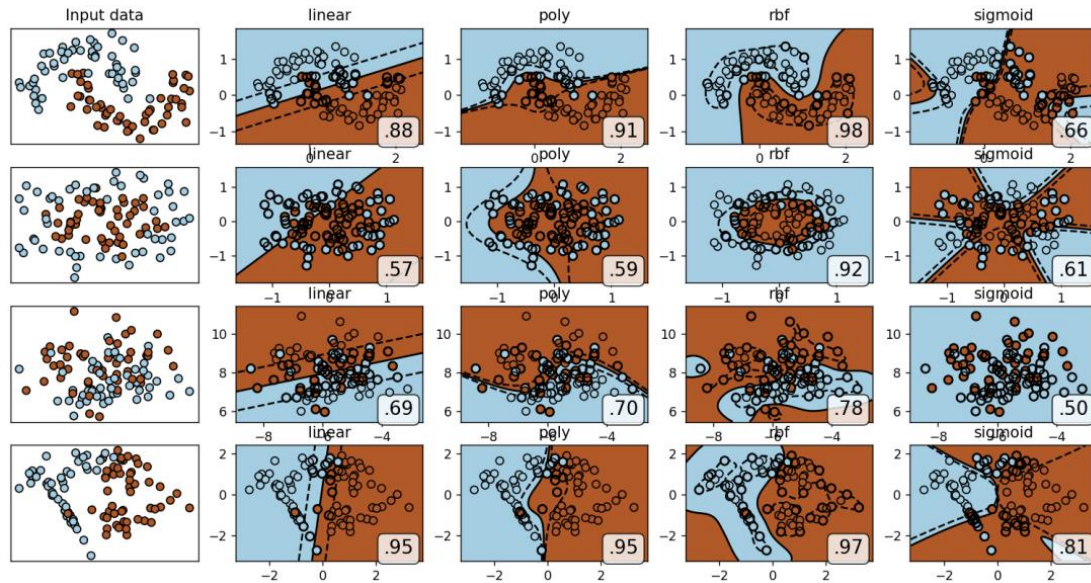 Input data linear poly rbf sigmoid
1
0
−1
.88 .91 .98 .66
0 2 0 2 0 2 0 2
linear poly rbf sigmoid
1
0
−1
.57 .59 .92 .61
−1 0 1 −1 0 1 −1 0 1 −1 0 1
linear poly rbf sigmoid
10
8
6
.69 .70 .78 .50
−8 −6 −4 −8 −6 −4 −8 −6 −4 −8 −6 −4
linear poly rbf sigmoid
2
0
−2
.95 .95 .97 .81
−2 0 2 −2 0 2 −2 0 2 −2 0 2